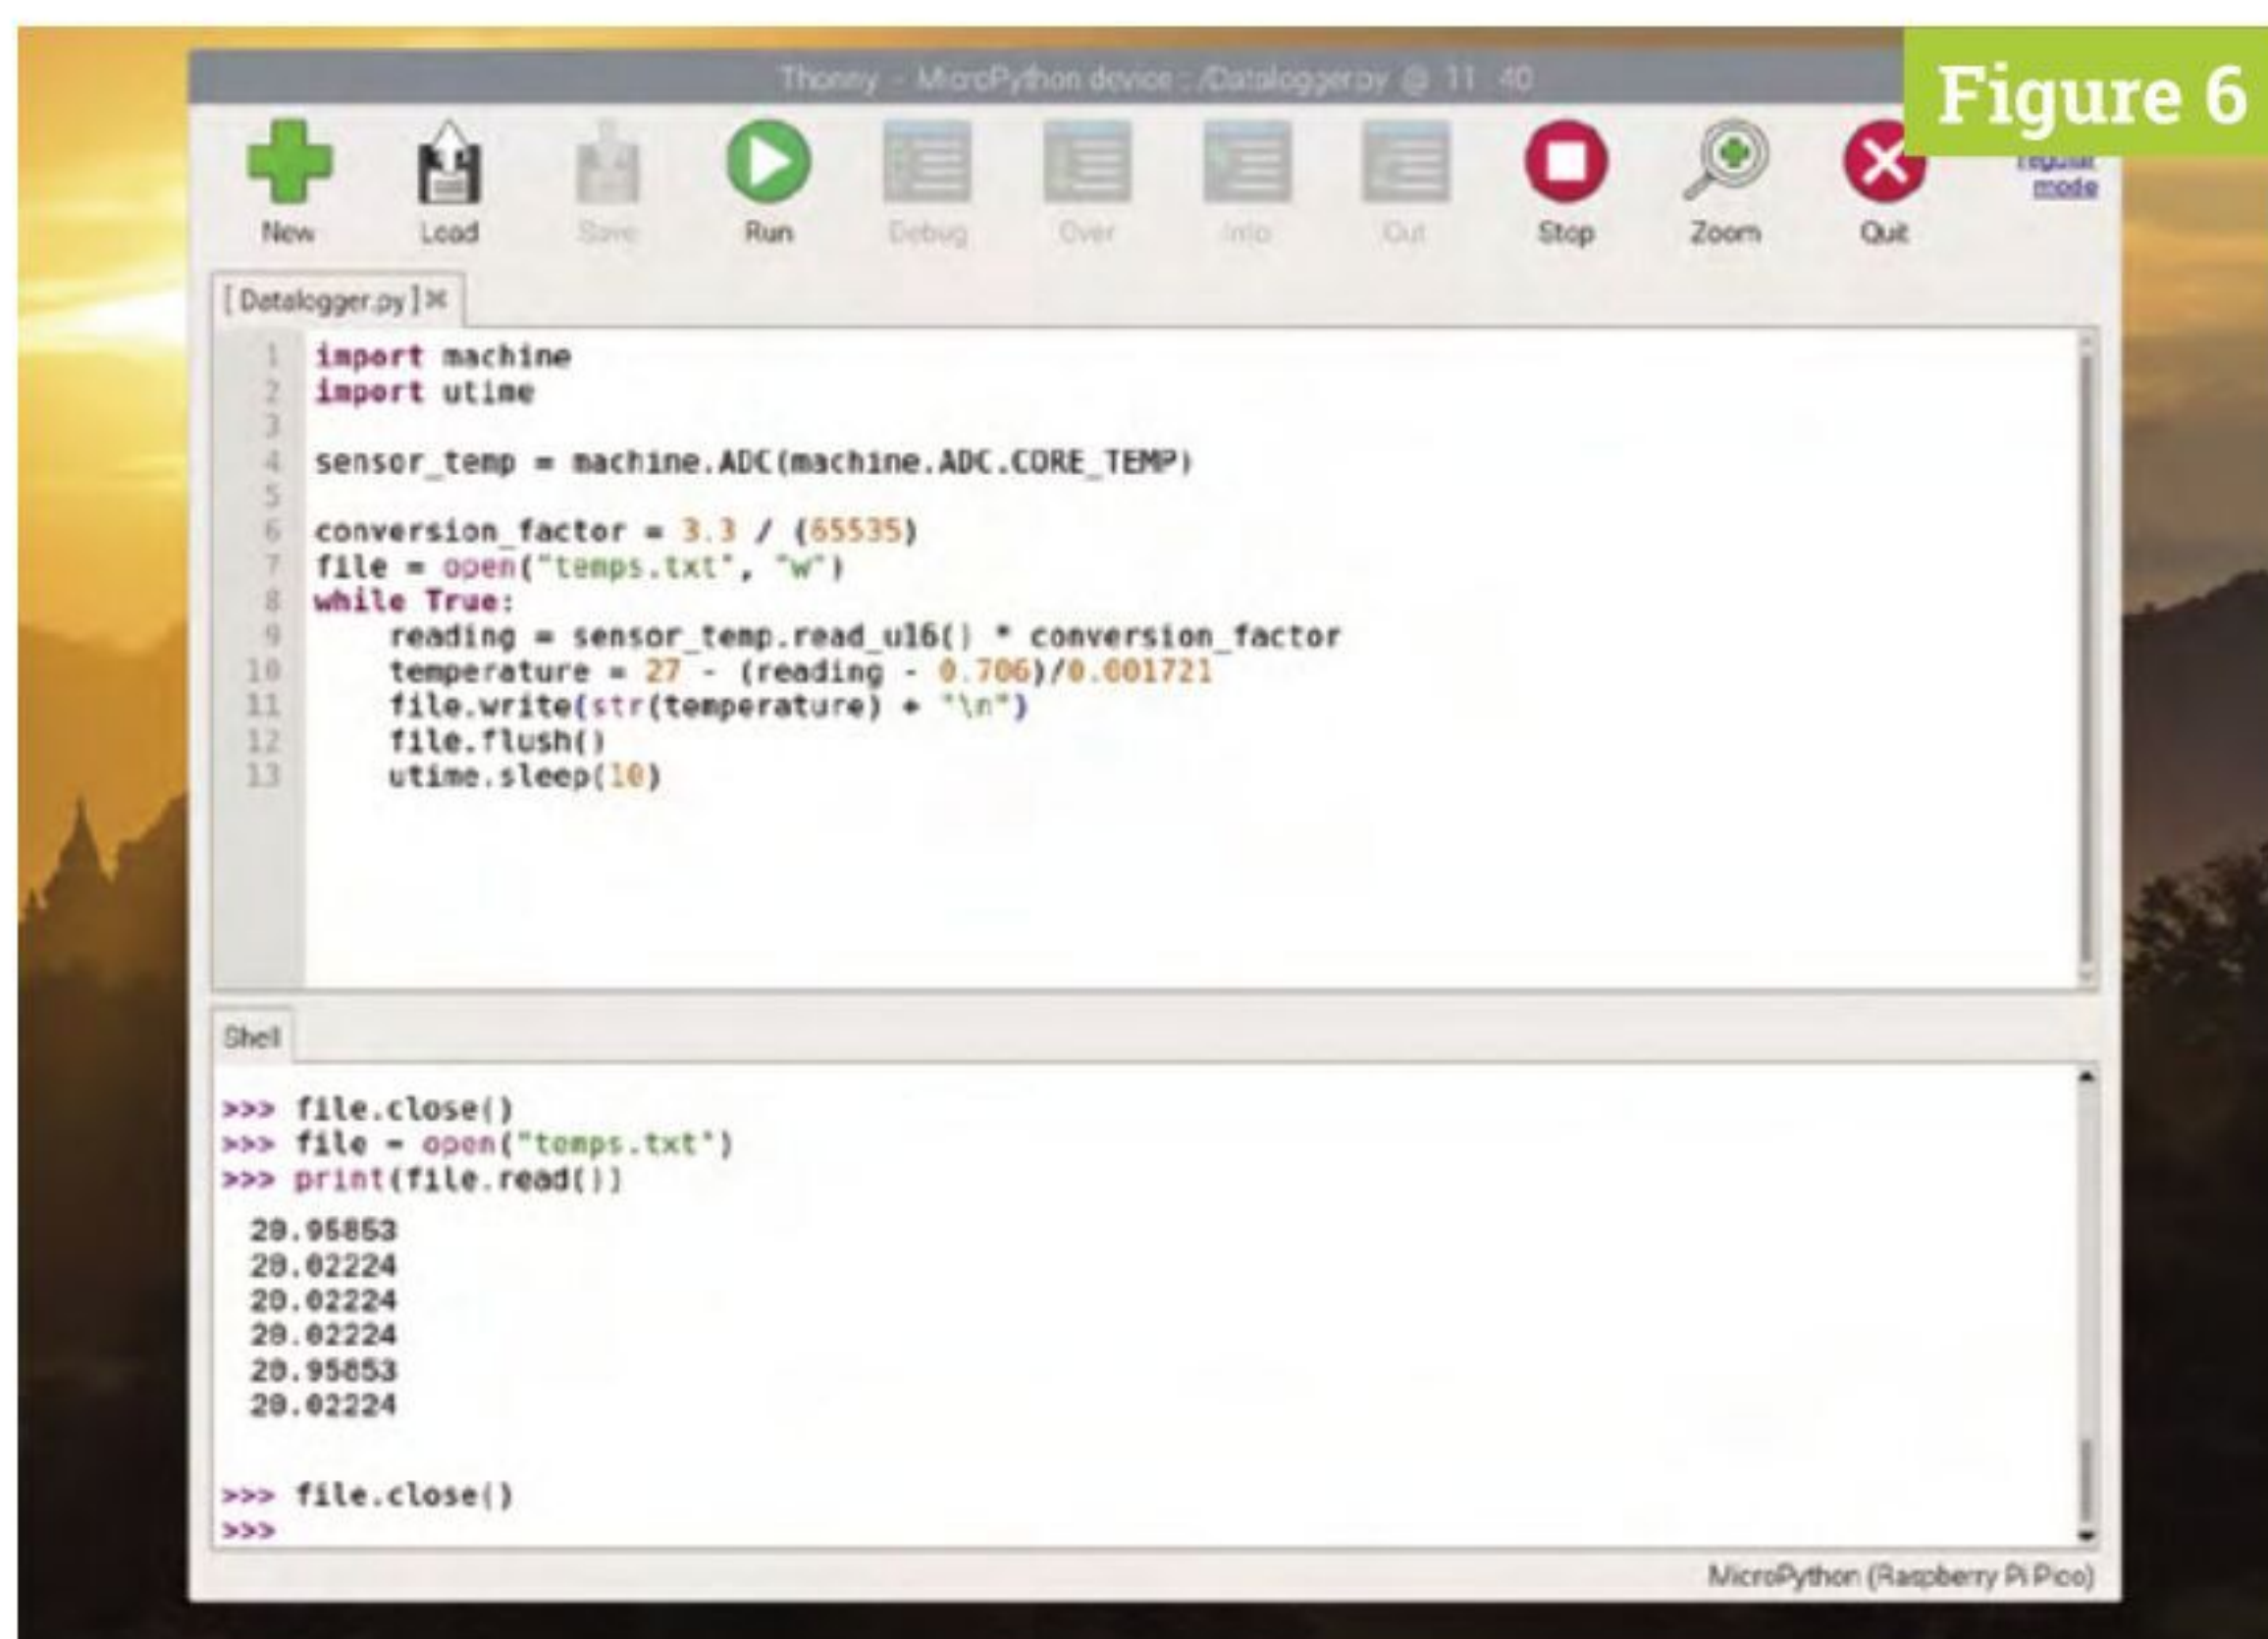 Figure 6
Thonny - MicroPython device : /Datalogger.py @ 11 : 40
New Load Save Run Debug Over Into Out Stop Zoom Quit
regular
mode
[ Datalogger.py ] ✕
1 import machine
2 import utime
3
4 sensor_temp = machine.ADC(machine.ADC.CORE_TEMP)
5
6 conversion_factor = 3.3 / (65535)
7 file = open("temps.txt", "w")
8 while True:
9 reading = sensor_temp.read_u16() * conversion_factor
10 temperature = 27 - (reading - 0.706)/0.001721
11 file.write(str(temperature) + "\n")
12 file.flush()
13 utime.sleep(10)
Shell
>>> file.close()
>>> file = open("temps.txt")
>>> print(file.read())
20.95853
20.02224
20.02224
20.02224
20.95853
20.02224
>>> file.close()
>>>
MicroPython (Raspberry Pi Pico)